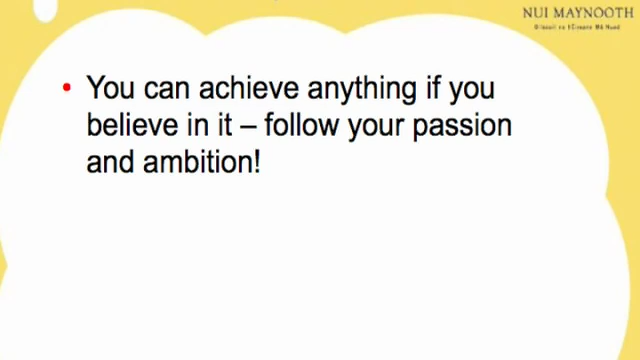 NUI MAYNOOTH
• You can achieve anything if you
believe in it – follow your passion
and ambition!